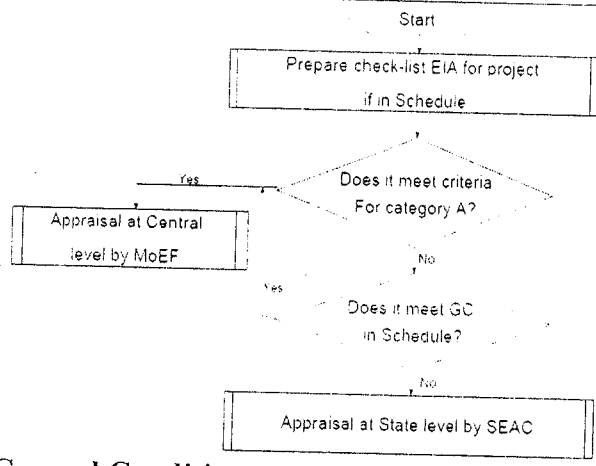 Start
Prepare check-list EIA for project
if in Schedule
Yes
Does it meet criteria
For category A?
Appraisal at Central
level by MoEF
No
Yes
Does it meet GC
in Schedule?
No
Appraisal at State level by SEAC